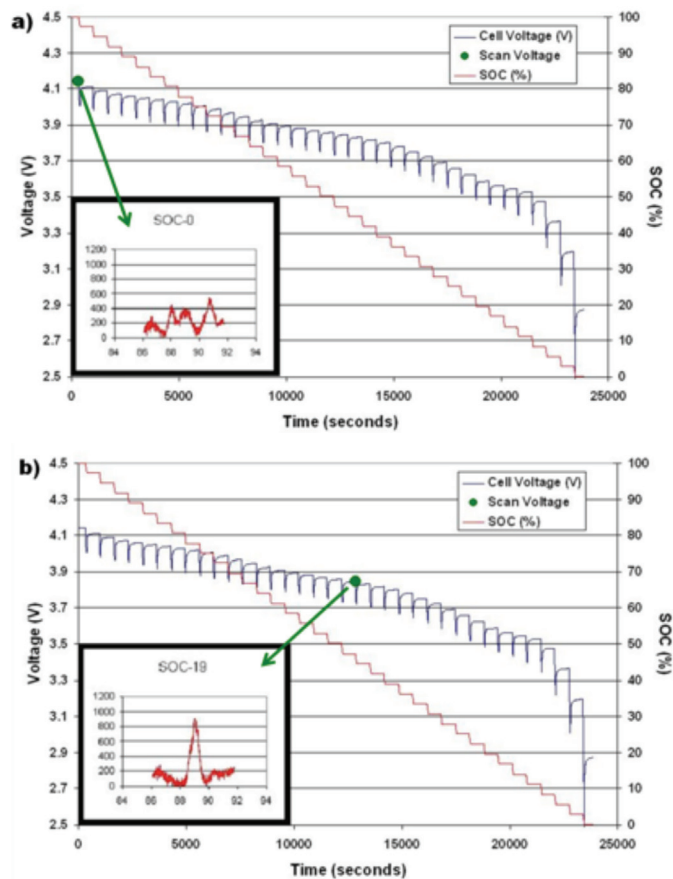 a)
4.5
4.3
4.1
3.9
3.7
3.5
3.3
3.1
2.9
2.7
2.5
Voltage (V)
Cell Voltage (V)
Scan Voltage
SOC (%)
100
90
80
70
60
50
40
30
20
10
0
SOC (%)
SOC-0
1200
1000
800
600
400
200
0
84 86 88 90 92 94
0 5000 10000 15000 20000 25000
Time (seconds)
b)
4.5
4.3
4.1
3.9
3.7
3.5
3.3
3.1
2.9
2.7
2.5
Voltage (V)
Cell Voltage (V)
Scan Voltage
SOC (%)
100
90
80
70
60
50
40
30
20
10
0
SOC (%)
SOC-19
1200
1000
800
600
400
200
0
84 86 88 90 92 94
0 5000 10000 15000 20000 25000
Time (seconds)